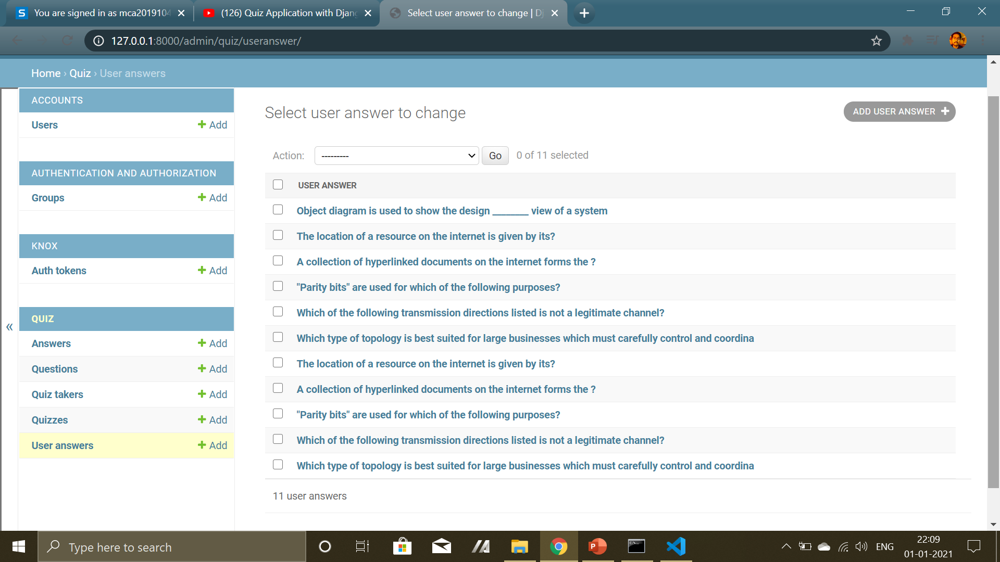 You are signed in as mca2019104
(126) Quiz Application with Djang
Select user answer to change | Dj
127.0.0.1:8000/admin/quiz/useranswer/
Home › Quiz › User answers
ACCOUNTS
Users
Add
AUTHENTICATION AND AUTHORIZATION
Groups
Add
KNOX
Auth tokens
Add
QUIZ
Answers
Add
Questions
Add
Quiz takers
Add
Quizzes
Add
User answers
Add
«
Select user answer to change
ADD USER ANSWER +
Action: --------- Go 0 of 11 selected
USER ANSWER
Object diagram is used to show the design ________ view of a system
The location of a resource on the internet is given by its?
A collection of hyperlinked documents on the internet forms the ?
"Parity bits" are used for which of the following purposes?
Which of the following transmission directions listed is not a legitimate channel?
Which type of topology is best suited for large businesses which must carefully control and coordina
The location of a resource on the internet is given by its?
A collection of hyperlinked documents on the internet forms the ?
"Parity bits" are used for which of the following purposes?
Which of the following transmission directions listed is not a legitimate channel?
Which type of topology is best suited for large businesses which must carefully control and coordina
11 user answers
Type here to search
ENG
22:09
01-01-2021